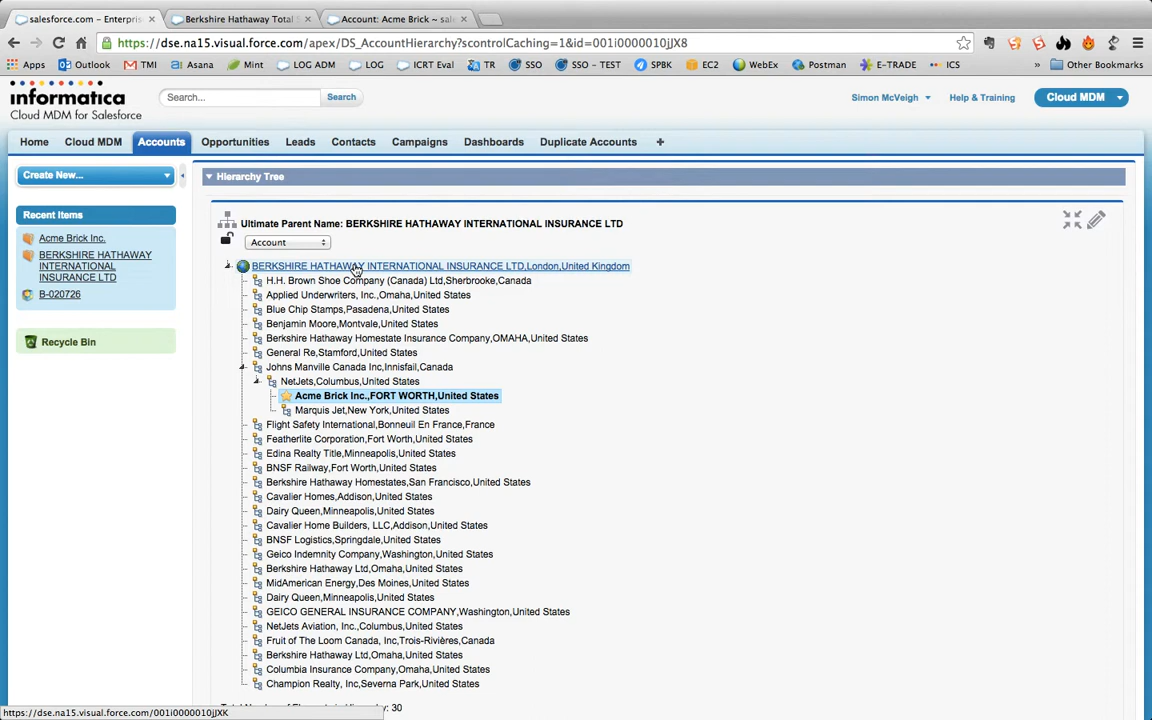 salesforce.com – Enterpris
Berkshire Hathaway Total
Account: Acme Brick ~ sal
https://dse.na15.visual.force.com/apex/DS_AccountHierarchy?scontrolCaching=1&id=001i0000010jJX8
Apps Outlook TMI Asana Mint LOG ADM LOG ICRT Eval TR SSO SSO - TEST SPBK EC2 WebEx Postman E-TRADE ICS » Other Bookmarks
informatica
Cloud MDM for Salesforce
Search...
Search
Simon McVeigh
Help & Training
Cloud MDM
Home Cloud MDM Accounts Opportunities Leads Contacts Campaigns Dashboards Duplicate Accounts +
Create New...
Recent Items
Acme Brick Inc.
BERKSHIRE HATHAWAY
INTERNATIONAL
INSURANCE LTD
B-020726
Recycle Bin
Hierarchy Tree
Ultimate Parent Name: BERKSHIRE HATHAWAY INTERNATIONAL INSURANCE LTD
Account
BERKSHIRE HATHAWAY INTERNATIONAL INSURANCE LTD,London,United Kingdom
H.H. Brown Shoe Company (Canada) Ltd,Sherbrooke,Canada
Applied Underwriters, Inc.,Omaha,United States
Blue Chip Stamps,Pasadena,United States
Benjamin Moore,Montvale,United States
Berkshire Hathaway Homestate Insurance Company,OMAHA,United States
General Re,Stamford,United States
Johns Manville Canada Inc,Innisfail,Canada
NetJets,Columbus,United States
Acme Brick Inc.,FORT WORTH,United States
Marquis Jet,New York,United States
Flight Safety International,Bonneuil En France,France
Featherlite Corporation,Fort Worth,United States
Edina Realty Title,Minneapolis,United States
BNSF Railway,Fort Worth,United States
Berkshire Hathaway Homestates,San Francisco,United States
Cavalier Homes,Addison,United States
Dairy Queen,Minneapolis,United States
Cavalier Home Builders, LLC,Addison,United States
BNSF Logistics,Springdale,United States
Geico Indemnity Company,Washington,United States
Berkshire Hathaway Ltd,Omaha,United States
MidAmerican Energy,Des Moines,United States
Dairy Queen,Minneapolis,United States
GEICO GENERAL INSURANCE COMPANY,Washington,United States
NetJets Aviation, Inc.,Columbus,United States
Fruit of The Loom Canada, Inc,Trois-Rivières,Canada
Berkshire Hathaway Ltd,Omaha,United States
Columbia Insurance Company,Omaha,United States
Champion Realty, Inc,Severna Park,United States
Total Number of Elements in Hierarchy: 30
https://dse.na15.visual.force.com/001i0000010jJXK